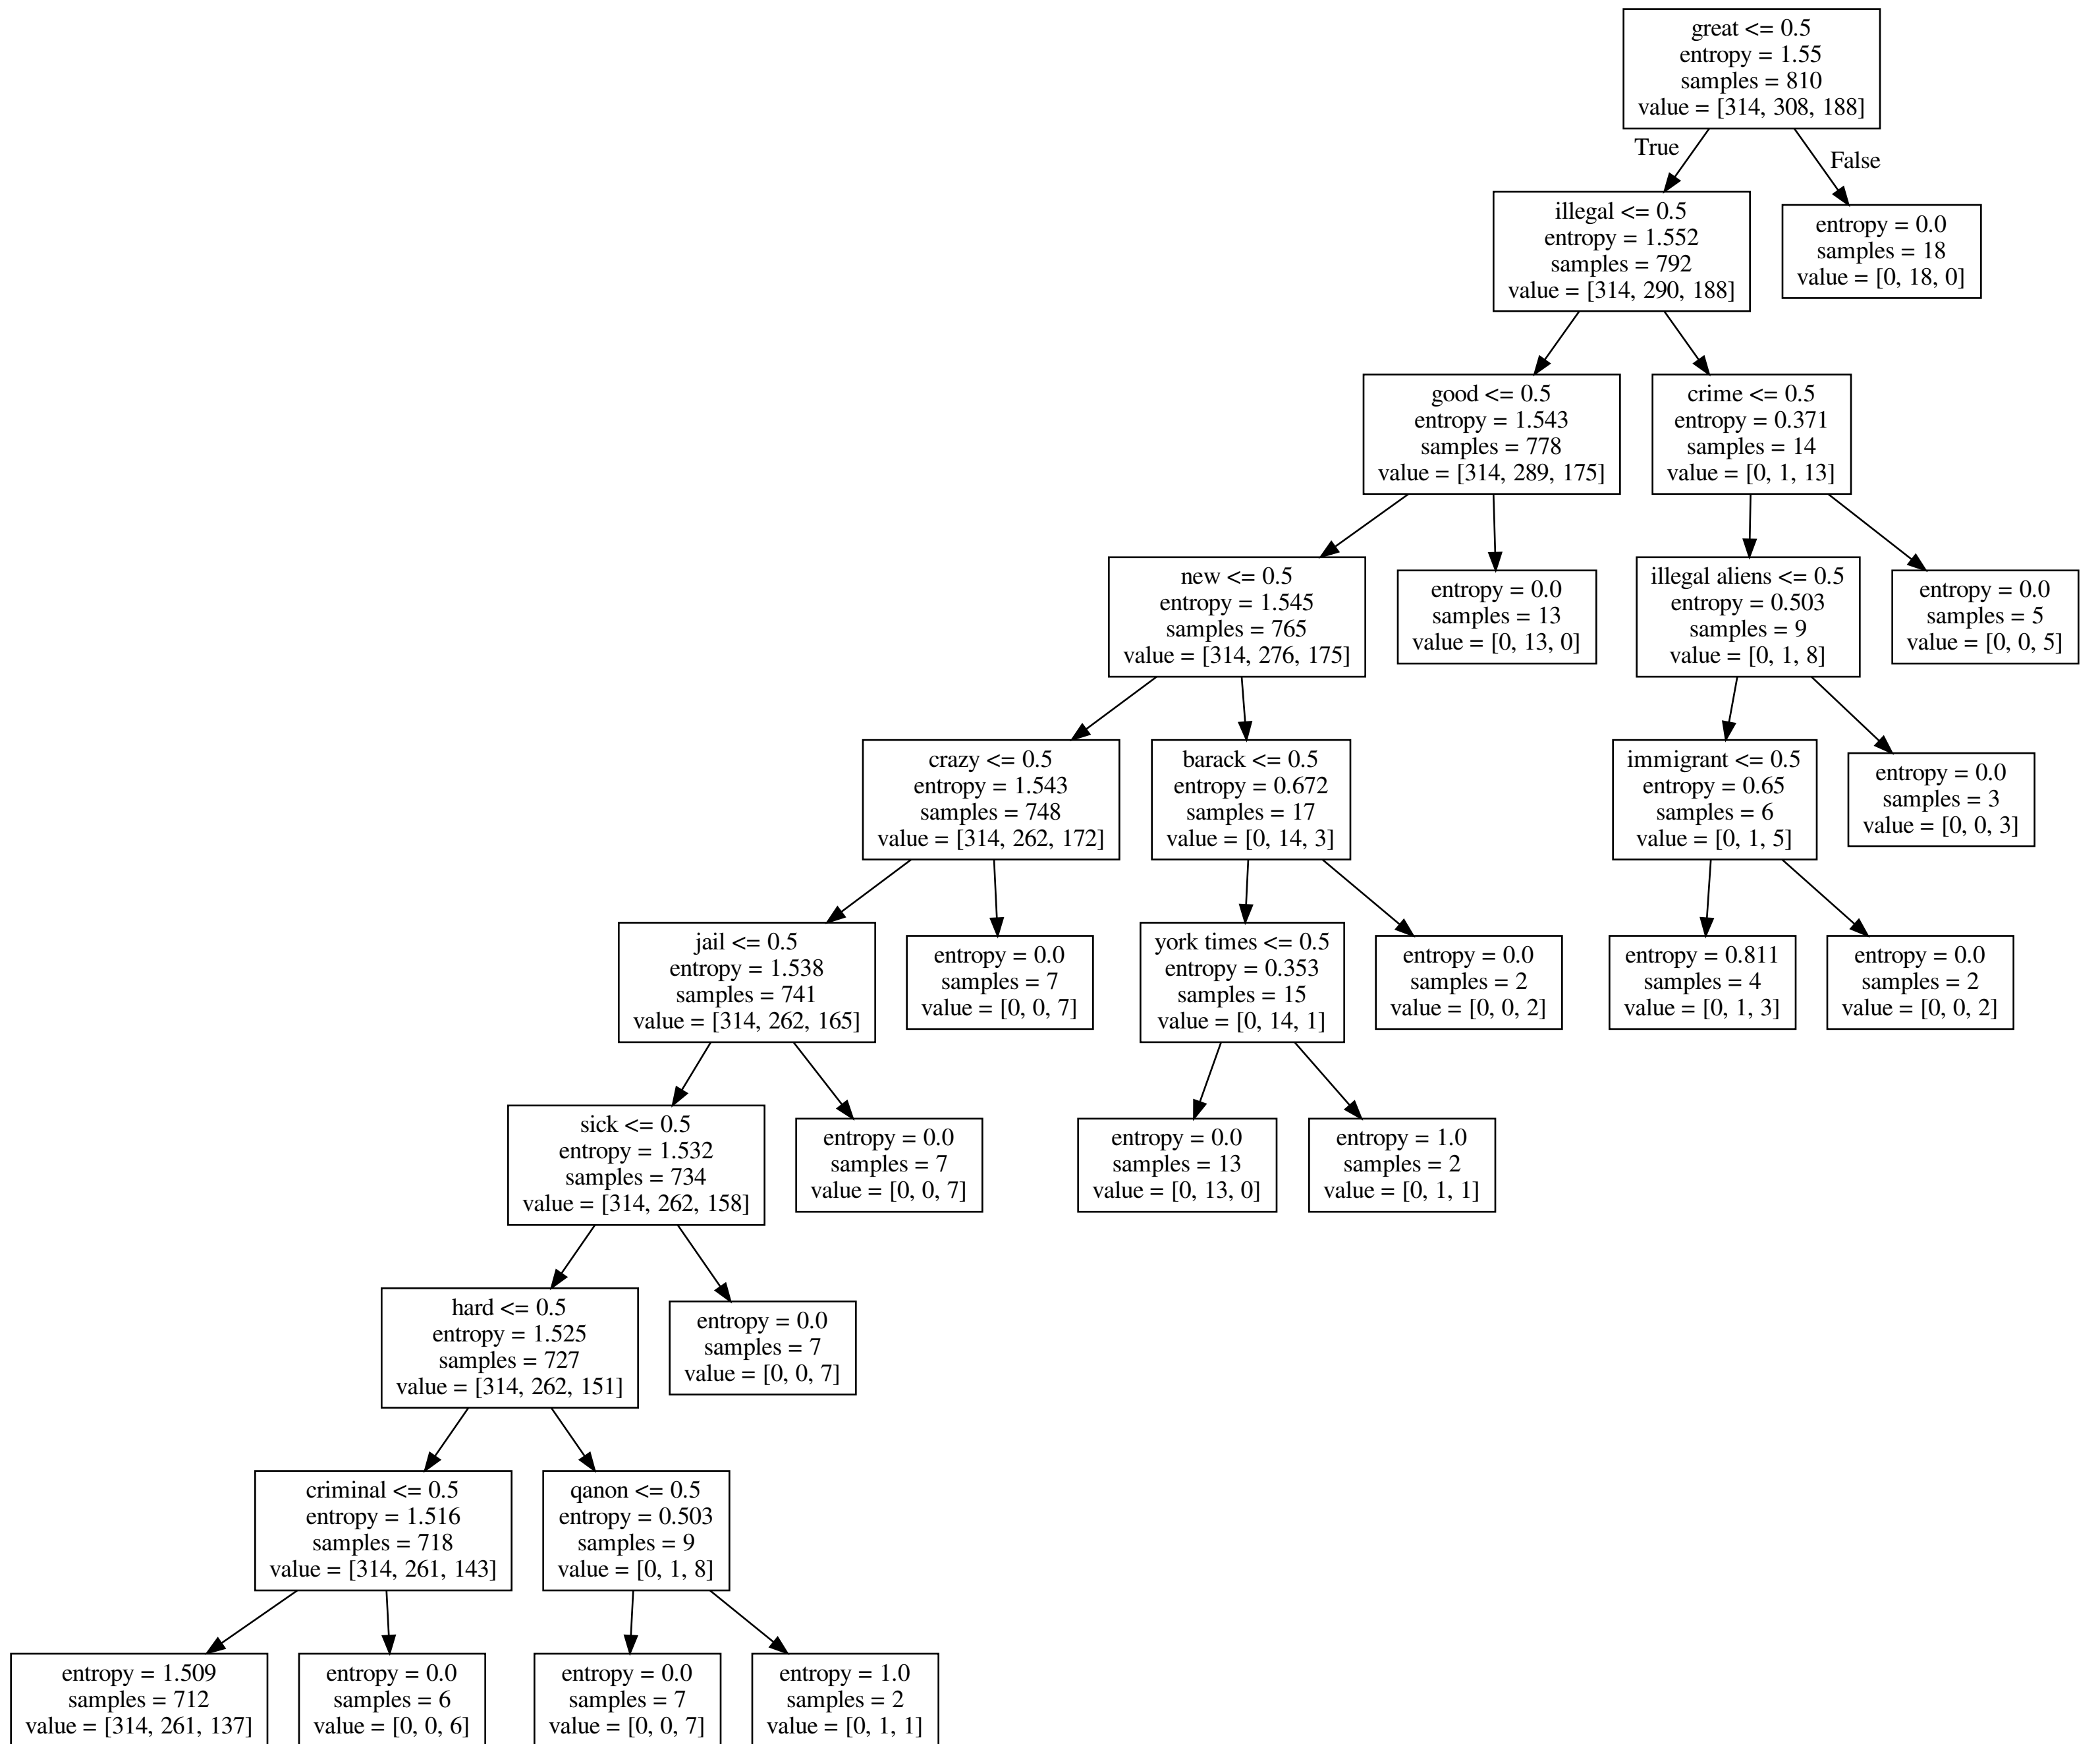 great <= 0.5
entropy = 1.55
samples = 810
value = [314, 308, 188]
True
False
illegal <= 0.5
entropy = 1.552
samples = 792
value = [314, 290, 188]
entropy = 0.0
samples = 18
value = [0, 18, 0]
good <= 0.5
entropy = 1.543
samples = 778
value = [314, 289, 175]
crime <= 0.5
entropy = 0.371
samples = 14
value = [0, 1, 13]
new <= 0.5
entropy = 1.545
samples = 765
value = [314, 276, 175]
entropy = 0.0
samples = 13
value = [0, 13, 0]
illegal aliens <= 0.5
entropy = 0.503
samples = 9
value = [0, 1, 8]
entropy = 0.0
samples = 5
value = [0, 0, 5]
crazy <= 0.5
entropy = 1.543
samples = 748
value = [314, 262, 172]
barack <= 0.5
entropy = 0.672
samples = 17
value = [0, 14, 3]
immigrant <= 0.5
entropy = 0.65
samples = 6
value = [0, 1, 5]
entropy = 0.0
samples = 3
value = [0, 0, 3]
jail <= 0.5
entropy = 1.538
samples = 741
value = [314, 262, 165]
entropy = 0.0
samples = 7
value = [0, 0, 7]
york times <= 0.5
entropy = 0.353
samples = 15
value = [0, 14, 1]
entropy = 0.0
samples = 2
value = [0, 0, 2]
entropy = 0.811
samples = 4
value = [0, 1, 3]
entropy = 0.0
samples = 2
value = [0, 0, 2]
sick <= 0.5
entropy = 1.532
samples = 734
value = [314, 262, 158]
entropy = 0.0
samples = 7
value = [0, 0, 7]
entropy = 0.0
samples = 13
value = [0, 13, 0]
entropy = 1.0
samples = 2
value = [0, 1, 1]
hard <= 0.5
entropy = 1.525
samples = 727
value = [314, 262, 151]
entropy = 0.0
samples = 7
value = [0, 0, 7]
criminal <= 0.5
entropy = 1.516
samples = 718
value = [314, 261, 143]
qanon <= 0.5
entropy = 0.503
samples = 9
value = [0, 1, 8]
entropy = 1.509
samples = 712
value = [314, 261, 137]
entropy = 0.0
samples = 6
value = [0, 0, 6]
entropy = 0.0
samples = 7
value = [0, 0, 7]
entropy = 1.0
samples = 2
value = [0, 1, 1]